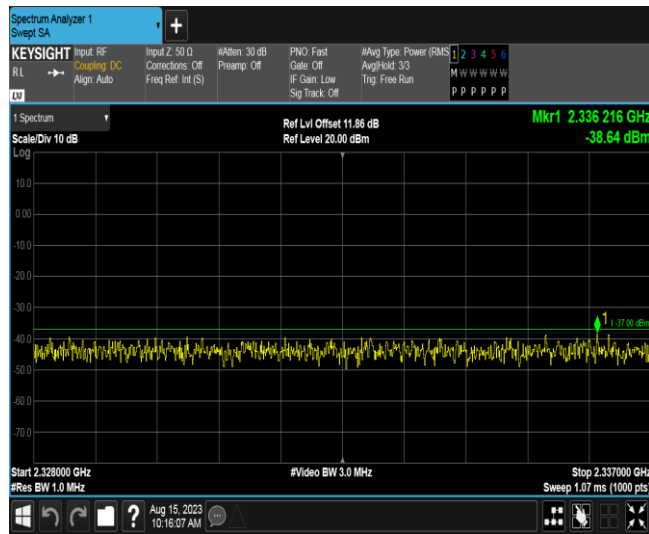 Spectrum Analyzer 1
Swept SA
+
KEYSIGHT
RL
LXI
Input: RF
Coupling: DC
Align: Auto
Input Z: 50 Ω
Corrections: Off
Freq Ref: Int (S)
#Atten: 30 dB
Preamp: Off
PNO: Fast
Gate: Off
IF Gain: Low
Sig Track: Off
#Avg Type: Power (RMS
Avg|Hold: 3/3
Trig: Free Run
1 2 3 4 5 6
M W W W W W
P P P P P P
1 Spectrum
Scale/Div 10 dB
Log
Ref Lvl Offset 11.86 dB
Ref Level 20.00 dBm
Mkr1 2.336 216 GHz
-38.64 dBm
10.0
0.00
-10.0
-20.0
-30.0
-40.0
-50.0
-60.0
-70.0
1
1 -37.00 dBm
Start 2.328000 GHz
#Res BW 1.0 MHz
#Video BW 3.0 MHz
Stop 2.337000 GHz
Sweep 1.07 ms (1000 pts)
?
Aug 15, 2023
10:16:07 AM